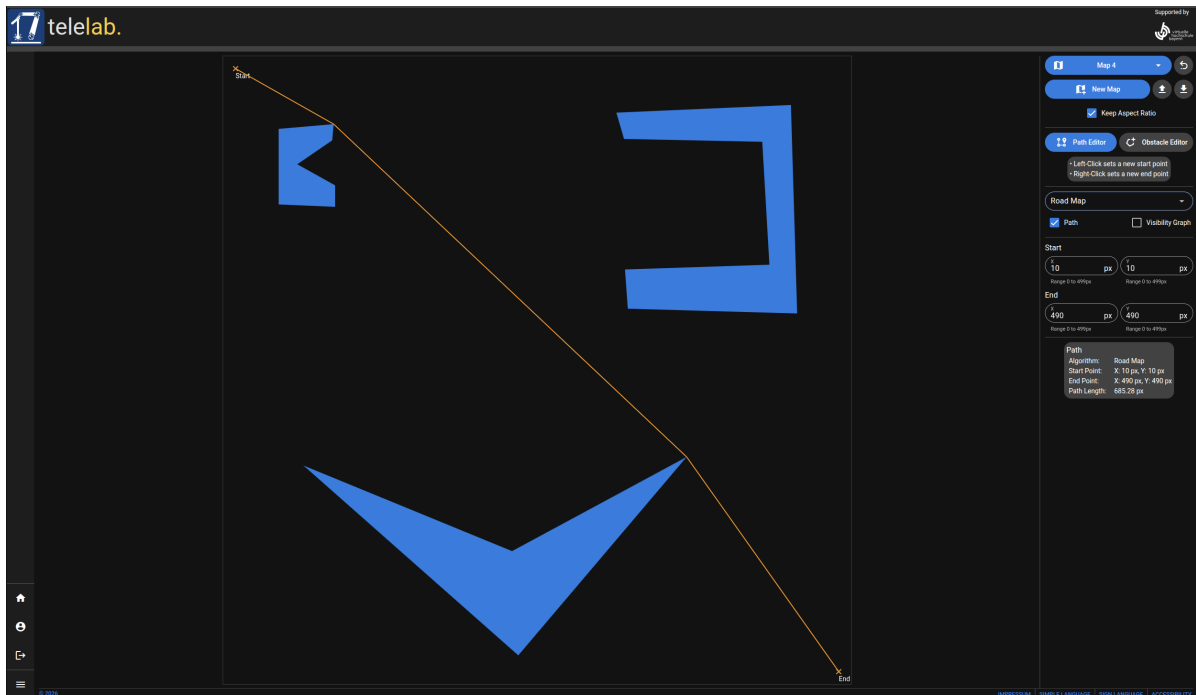 telelab.
Supported by
virtuelle
hochschule
bayern
Start
End
Map 4
New Map
Keep Aspect Ratio
Path Editor
Obstacle Editor
• Left-Click sets a new start point
• Right-Click sets a new end point
Road Map
Path
Visibility Graph
Start
X
10 px
Y
10 px
Range 0 to 499px
Range 0 to 499px
End
X
490 px
Y
490 px
Range 0 to 499px
Range 0 to 499px
Path
Algorithm: Road Map
Start Point: X: 10 px, Y: 10 px
End Point: X: 490 px, Y: 490 px
Path Length: 685.28 px
© 2026
IMPRESSUM | SIMPLE LANGUAGE | SIGN LANGUAGE | ACCESSIBILITY